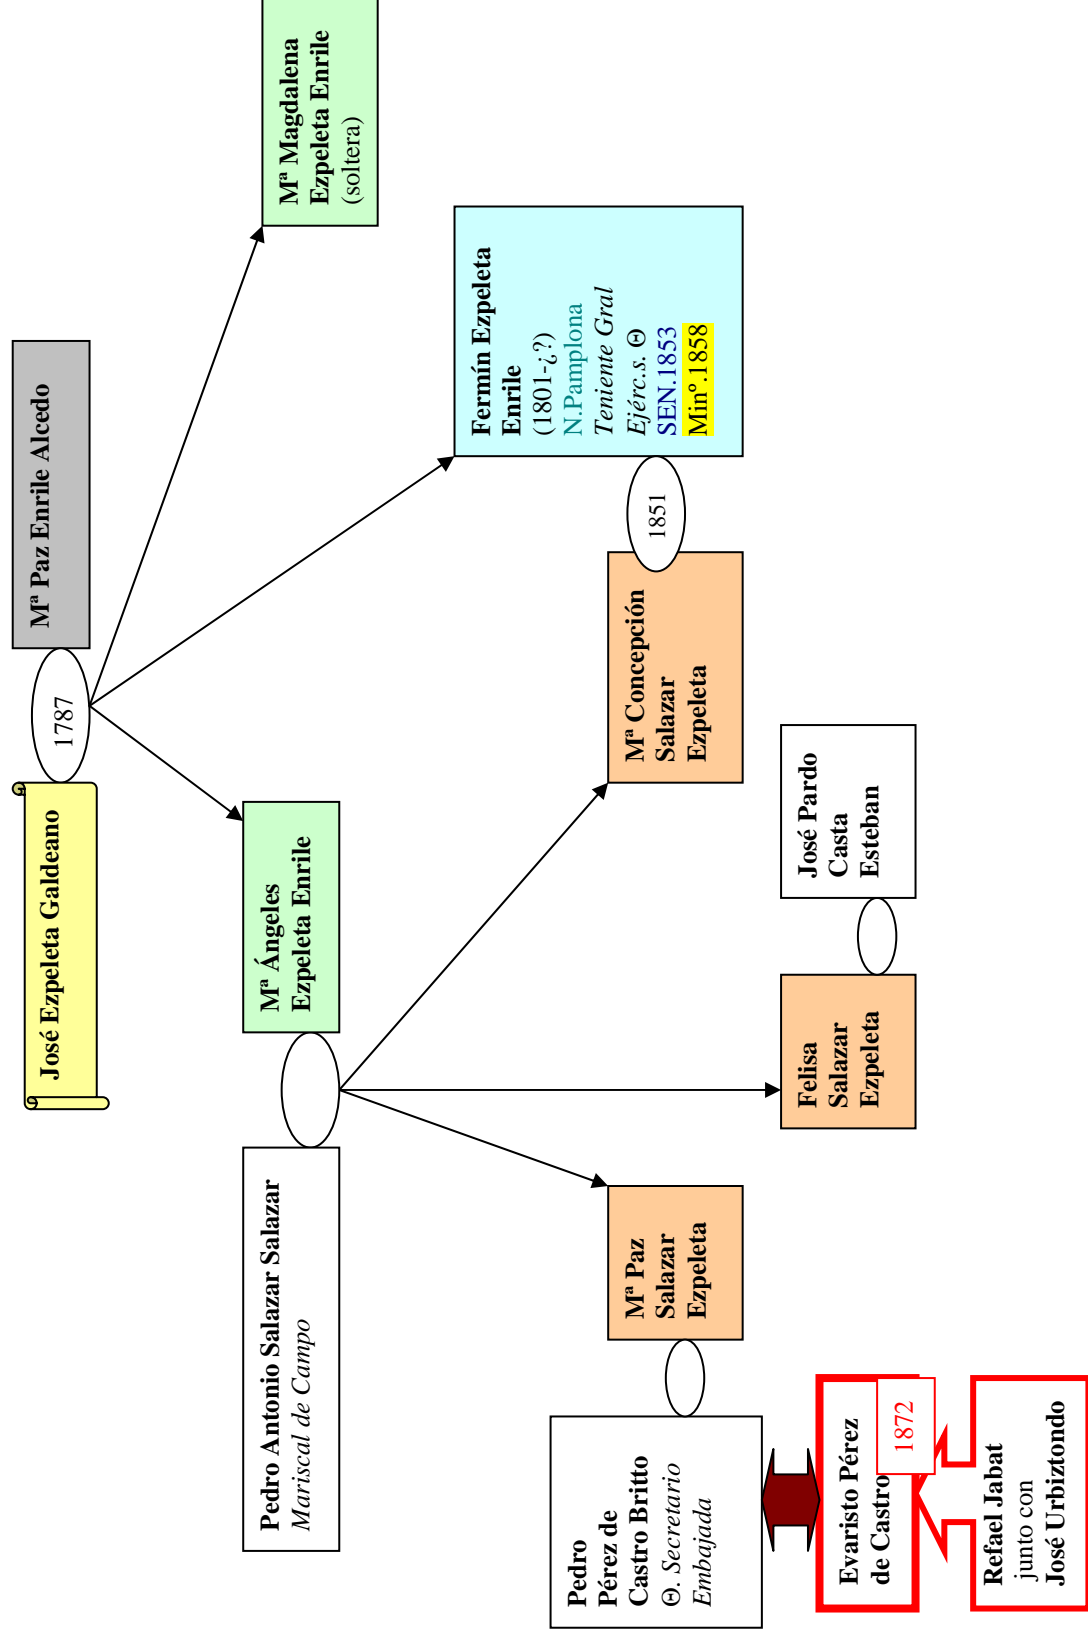 José Ezpeleta Galdeano
1787
Mª Paz Enrile Alcedo
Pedro Antonio Salazar Salazar
Mariscal de Campo
Mª Ángeles
Ezpeleta Enrile
Mª Magdalena
Ezpeleta Enrile
(soltera)
Fermín Ezpeleta
Enrile
(1801-¿?)
N.Pamplona
Teniente Gral
Ejérc.s. Θ
SEN.1853
Minº.1858
1851
Mª Concepción
Salazar
Ezpeleta
Mª Paz
Salazar
Ezpeleta
Pedro
Pérez de
Castro Britto
Θ. Secretario
Embajada
Felisa
Salazar
Ezpeleta
José Pardo
Casta
Esteban
Evaristo Pérez
de Castro
1872
Refael Jabat
junto con
José Urbiztondo